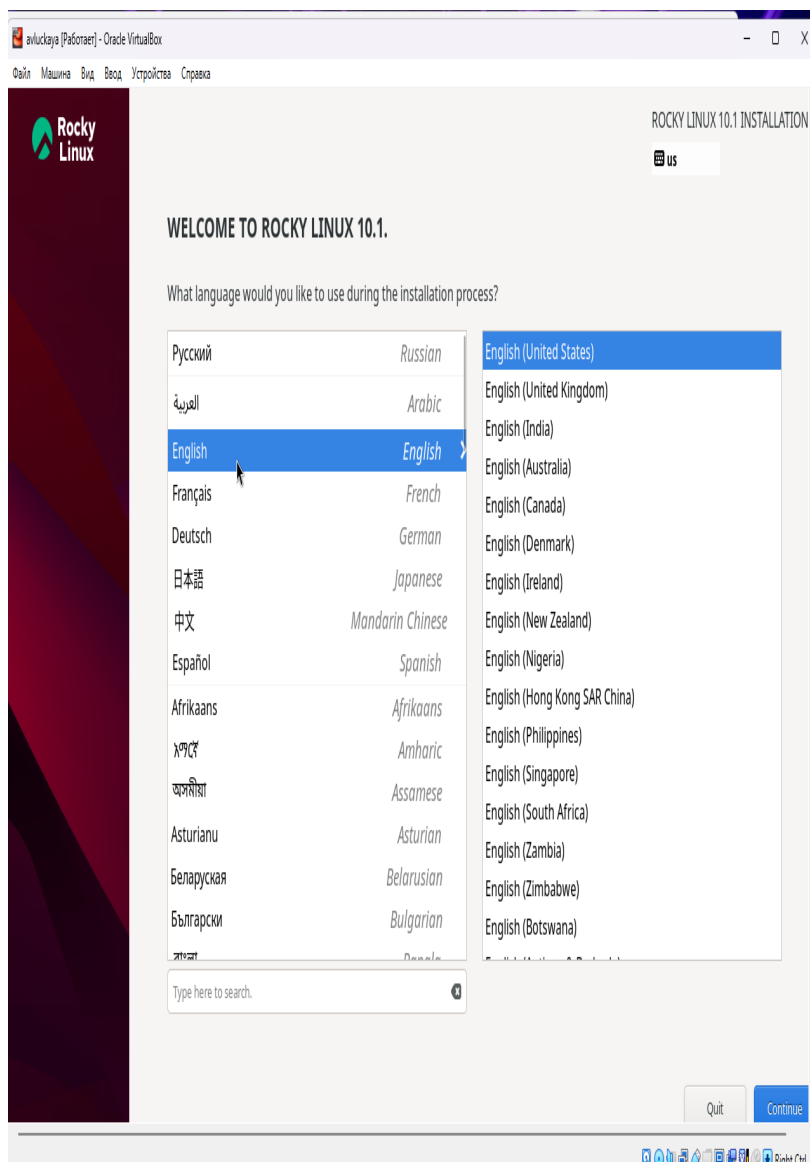 avluckaya [Работает] - Oracle VirtualBox
Файл Машина Вид Ввод Устройства Справка
Rocky Linux
ROCKY LINUX 10.1 INSTALLATION
us
WELCOME TO ROCKY LINUX 10.1.
What language would you like to use during the installation process?
Русский Russian
العربية Arabic
English English
Français French
Deutsch German
日本語 Japanese
中文 Mandarin Chinese
Español Spanish
Afrikaans Afrikaans
አማርኛ Amharic
অসমীয়া Assamese
Asturianu Asturian
Беларуская Belarusian
Български Bulgarian
English (United States)
English (United Kingdom)
English (India)
English (Australia)
English (Canada)
English (Denmark)
English (Ireland)
English (New Zealand)
English (Nigeria)
English (Hong Kong SAR China)
English (Philippines)
English (Singapore)
English (South Africa)
English (Zambia)
English (Zimbabwe)
English (Botswana)
Type here to search.
Quit
Continue
Right Ctrl